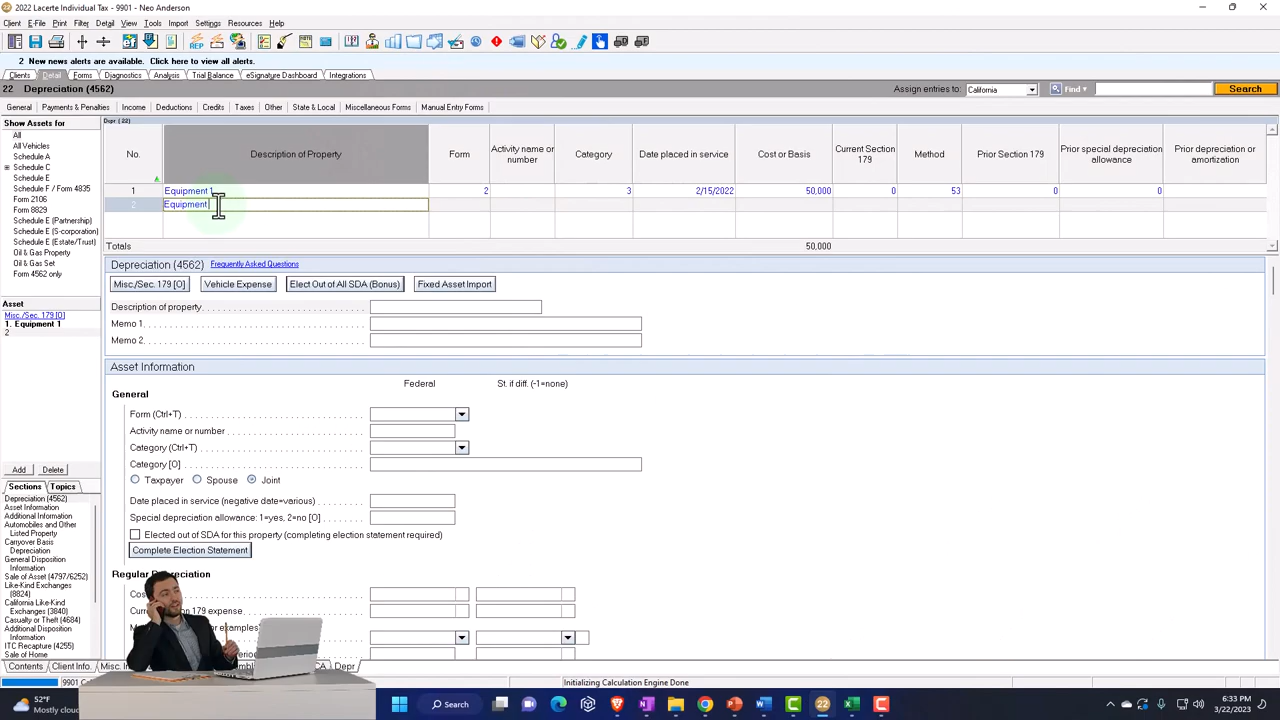 22 2022 Lacerte Individual Tax - 9901 - Neo Anderson
Client E-File Print Filter Detail View Tools Import Settings Resources Help
2 New news alerts are available. Click here to view all alerts.
Clients Detail Forms Diagnostics Analysis Trial Balance eSignature Dashboard Integrations
22 Depreciation (4562) Assign entries to: California Find Search
General Payments & Penalties Income Deductions Credits Taxes Other State & Local Miscellaneous Forms Manual Entry Forms
Show Assets for
All
All Vehicles
Schedule A
Schedule C
Schedule E
Schedule F / Form 4835
Form 2106
Form 8829
Schedule E (Partnership)
Schedule E (S-corporation)
Schedule E (Estate/Trust)
Oil & Gas Property
Oil & Gas Set
Form 4562 only
Asset
Misc./Sec. 179 [O]
1. Equipment 1
2
Add Delete
Sections Topics
Depreciation (4562)
Asset Information
Additional Information
Automobiles and Other
Listed Property
Carryover Basis
Depreciation
General Disposition
Information
Sale of Asset (4797/6252)
Like-Kind Exchanges
(8824)
California Like-Kind
Exchanges (3840)
Casualty or Theft (4684)
Additional Disposition
Information
ITC Recapture (4255)
Sale of Home
Depr (22)
No. Description of Property Form Activity name or number Category Date placed in service Cost or Basis Current Section 179 Method Prior Section 179 Prior special depreciation allowance Prior depreciation or amortization
1 Equipment 1 2 3 2/15/2022 50,000 0 53 0 0
2 Equipment
Totals 50,000
Depreciation (4562) Frequently Asked Questions
Misc./Sec. 179 [O] Vehicle Expense Elect Out of All SDA (Bonus) Fixed Asset Import
Description of property
Memo 1
Memo 2
Asset Information
Federal St. if diff. (-1=none)
General
Form (Ctrl+T)
Activity name or number
Category (Ctrl+T)
Category [O]
Taxpayer Spouse Joint
Date placed in service (negative date=various)
Special depreciation allowance: 1=yes, 2=no [O]
Elected out of SDA for this property (completing election statement required)
Complete Election Statement
Regular Depreciation
Contents Client Info. Depr
Initializing Calculation Engine Done
52°F
Mostly cloudy
Search
22
6:33 PM
3/22/2023